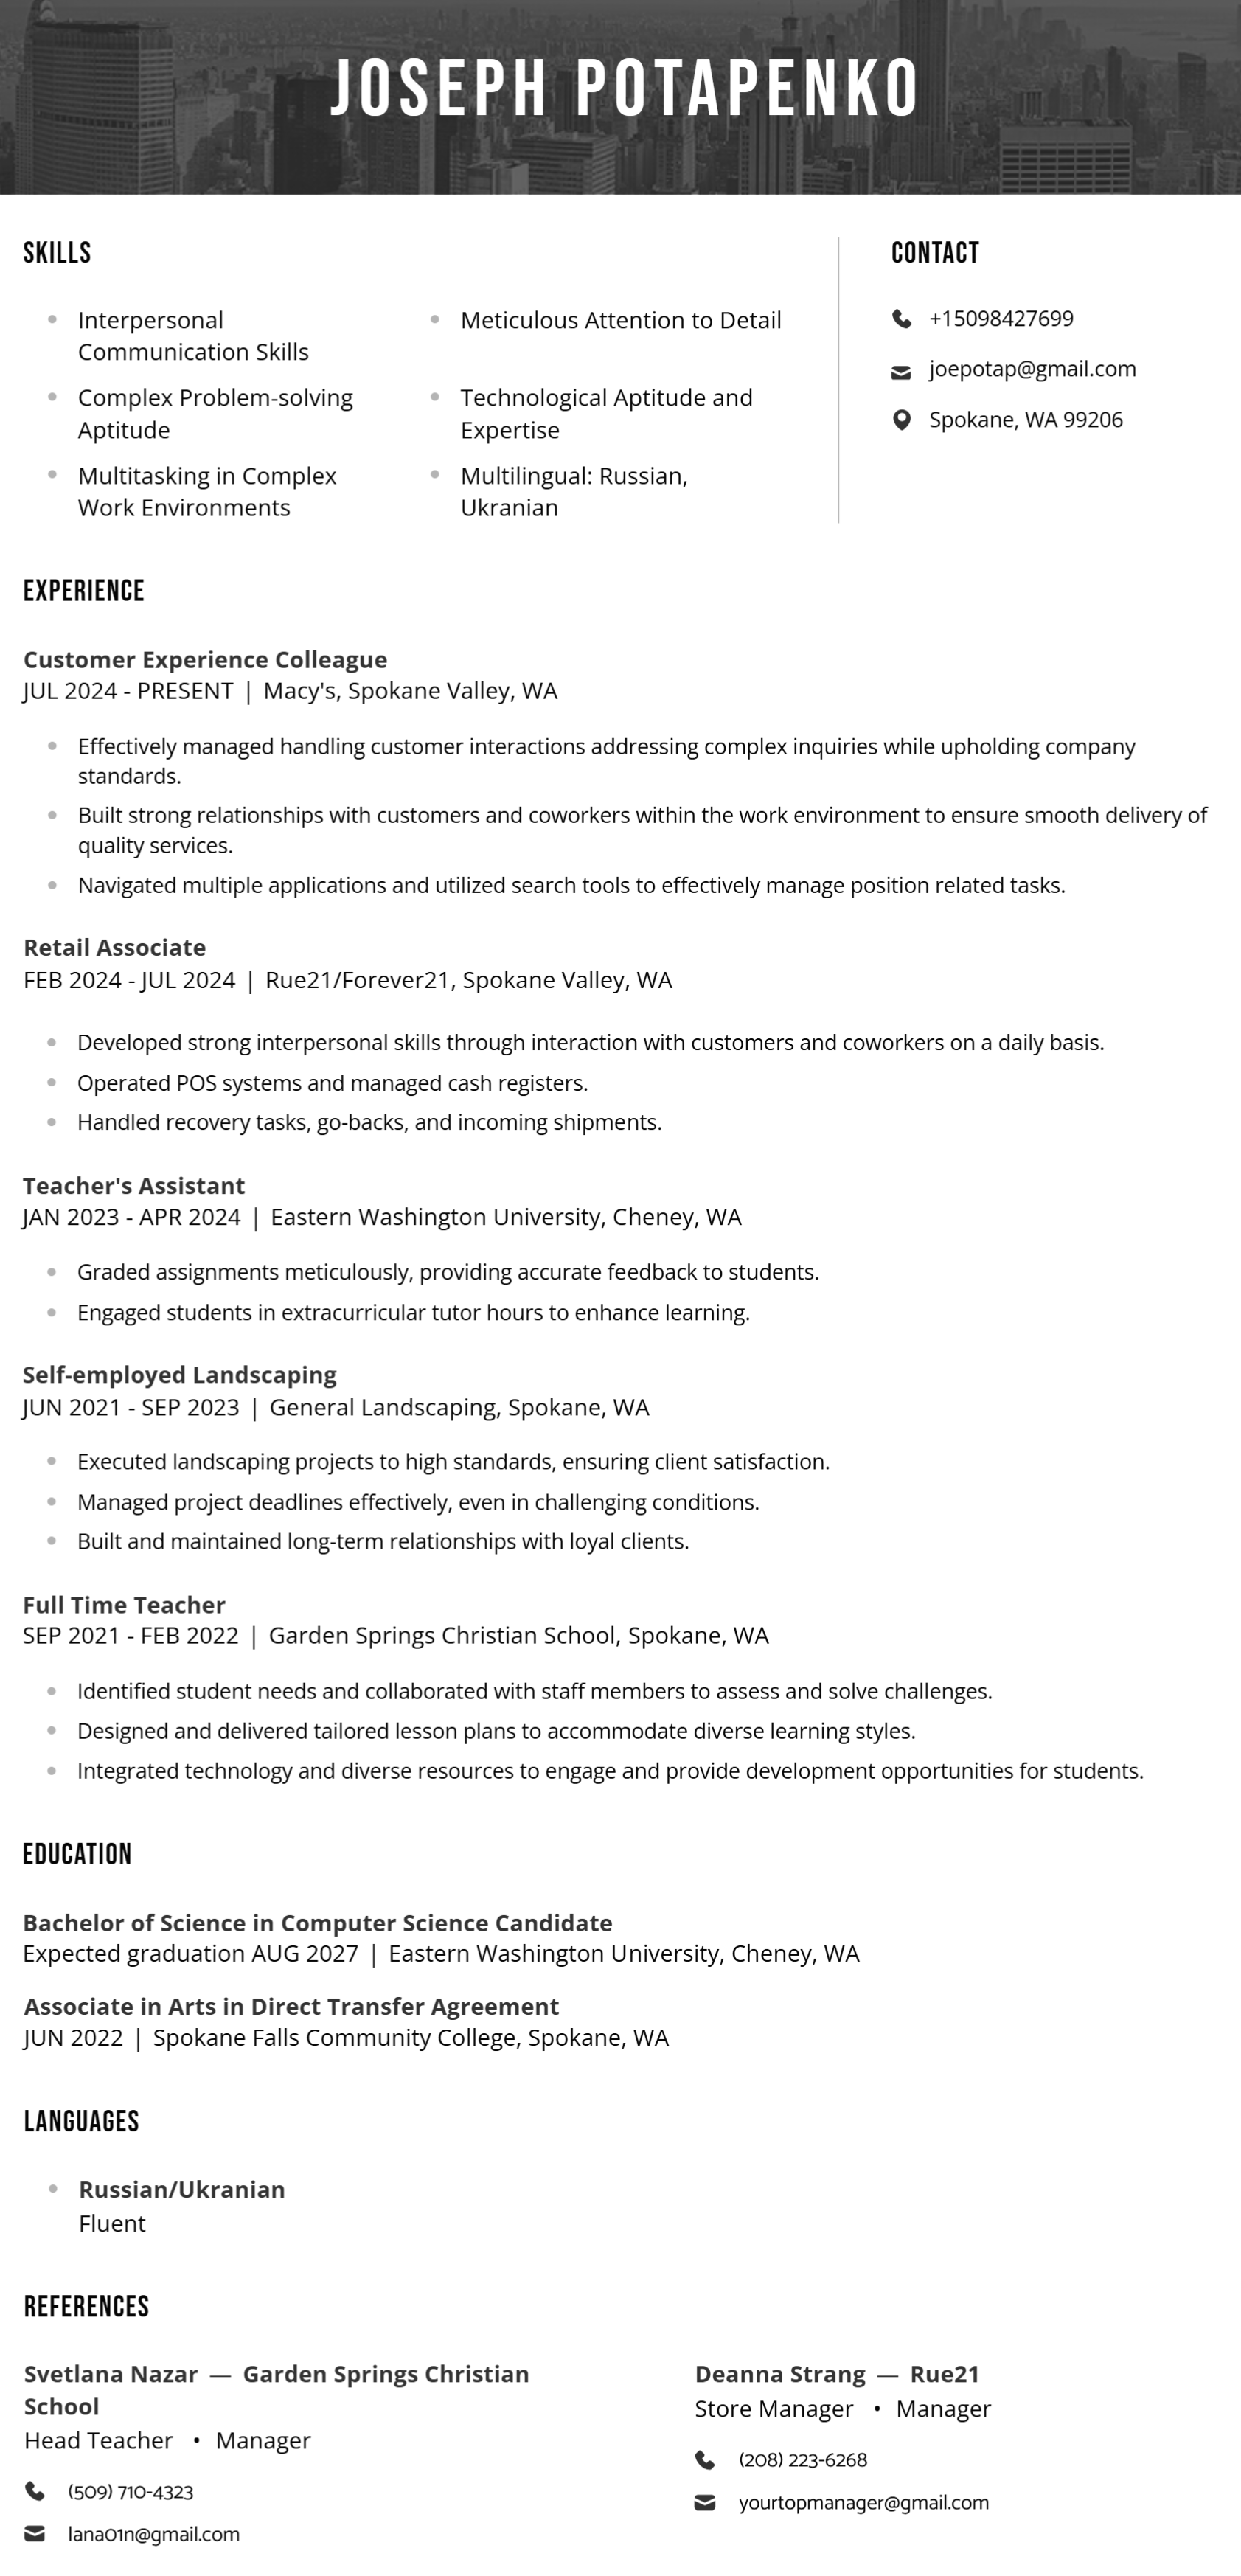 JOSEPH POTAPENKO
SKILLS
Interpersonal
Communication Skills
Complex Problem-solving
Aptitude
Multitasking in Complex
Work Environments
Meticulous Attention to Detail
Technological Aptitude and
Expertise
Multilingual: Russian,
Ukranian
CONTACT
+15098427699
joepotap@gmail.com
Spokane, WA 99206
EXPERIENCE
Customer Experience Colleague
JUL 2024 - PRESENT | Macy's, Spokane Valley, WA
Effectively managed handling customer interactions addressing complex inquiries while upholding company
standards.
Built strong relationships with customers and coworkers within the work environment to ensure smooth delivery of
quality services.
Navigated multiple applications and utilized search tools to effectively manage position related tasks.
Retail Associate
FEB 2024 - JUL 2024 | Rue21/Forever21, Spokane Valley, WA
Developed strong interpersonal skills through interaction with customers and coworkers on a daily basis.
Operated POS systems and managed cash registers.
Handled recovery tasks, go-backs, and incoming shipments.
Teacher's Assistant
JAN 2023 - APR 2024 | Eastern Washington University, Cheney, WA
Graded assignments meticulously, providing accurate feedback to students.
Engaged students in extracurricular tutor hours to enhance learning.
Self-employed Landscaping
JUN 2021 - SEP 2023 | General Landscaping, Spokane, WA
Executed landscaping projects to high standards, ensuring client satisfaction.
Managed project deadlines effectively, even in challenging conditions.
Built and maintained long-term relationships with loyal clients.
Full Time Teacher
SEP 2021 - FEB 2022 | Garden Springs Christian School, Spokane, WA
Identified student needs and collaborated with staff members to assess and solve challenges.
Designed and delivered tailored lesson plans to accommodate diverse learning styles.
Integrated technology and diverse resources to engage and provide development opportunities for students.
EDUCATION
Bachelor of Science in Computer Science Candidate
Expected graduation AUG 2027 | Eastern Washington University, Cheney, WA
Associate in Arts in Direct Transfer Agreement
JUN 2022 | Spokane Falls Community College, Spokane, WA
LANGUAGES
Russian/Ukranian
Fluent
REFERENCES
Svetlana Nazar — Garden Springs Christian
School
Head Teacher • Manager
(509) 710-4323
lana01n@gmail.com
Deanna Strang — Rue21
Store Manager • Manager
(208) 223-6268
yourtopmanager@gmail.com